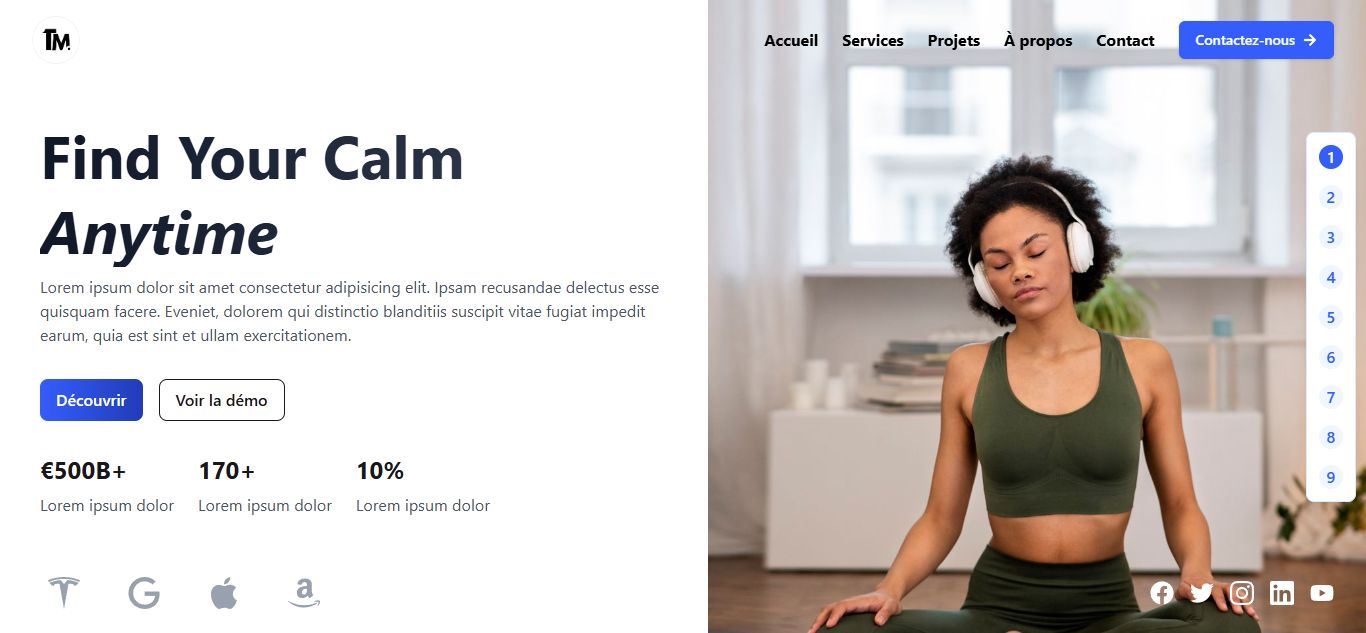 TM
Accueil Services Projets À propos Contact Contactez-nous
Find Your Calm
Anytime
Lorem ipsum dolor sit amet consectetur adipisicing elit. Ipsam recusandae delectus esse
quisquam facere. Eveniet, dolorem qui distinctio blanditiis suscipit vitae fugiat impedit
earum, quia est sint et ullam exercitationem.
Découvrir Voir la démo
€500B+ 170+ 10%
Lorem ipsum dolor Lorem ipsum dolor Lorem ipsum dolor
1
2
3
4
5
6
7
8
9